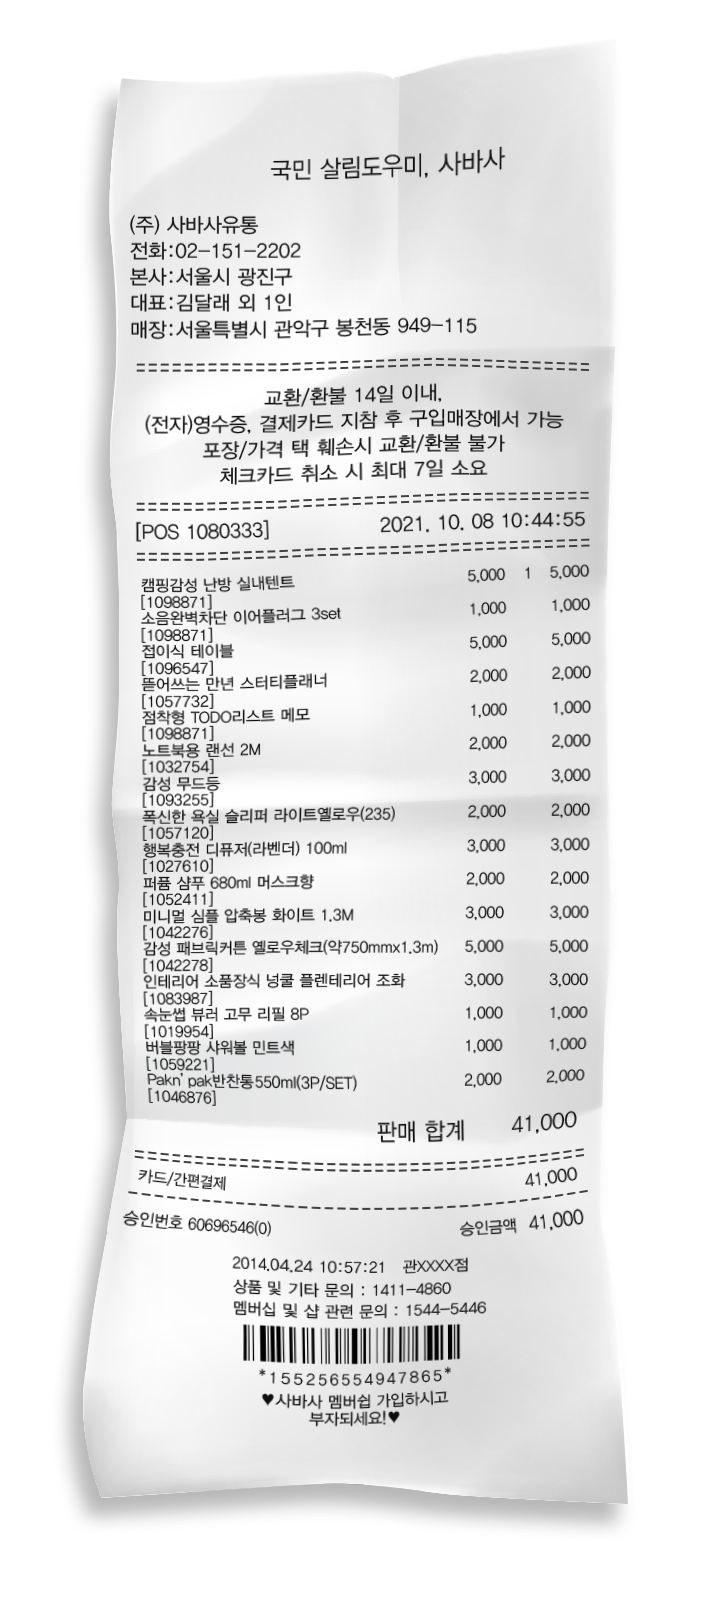 국민 살림도우미, 사바사
(주) 사바사유통
전화:02-151-2202
본사:서울시 광진구
대표:김달래 외 1인
매장:서울특별시 관악구 봉천동 949-115
교환/환불 14일 이내,
(전자)영수증, 결제카드 지참 후 구입매장에서 가능
포장/가격 택 훼손시 교환/환불 불가
체크카드 취소 시 최대 7일 소요
[POS 1080333] 2021. 10. 08 10:44:55
캠핑감성 난방 실내텐트 5,000 1 5,000
[1098871]
소음완벽차단 이어플러그 3set 1,000 1,000
[1098871]
접이식 테이블 5,000 5,000
[1096547]
뜯어쓰는 만년 스터티플래너 2,000 2,000
[1057732]
점착형 TODO리스트 메모 1,000 1,000
[1098871]
노트북용 랜선 2M 2,000 2,000
[1032754]
감성 무드등 3,000 3,000
[1093255]
폭신한 욕실 슬리퍼 라이트옐로우(235) 2,000 2,000
[1057120]
행복충전 디퓨저(라벤더) 100ml 3,000 3,000
[1027610]
퍼퓸 샴푸 680ml 머스크향 2,000 2,000
[1052411]
미니멀 심플 압축봉 화이트 1.3M 3,000 3,000
[1042276]
감성 패브릭커튼 옐로우체크(약750mmx1.3m) 5,000 5,000
[1042278]
인테리어 소품장식 넝쿨 플렌테리어 조화 3,000 3,000
[1083987]
속눈썹 뷰러 고무 리필 8P 1,000 1,000
[1019954]
버블팡팡 샤워볼 민트색 1,000 1,000
[1059221]
Pakn' pak반찬통550ml(3P/SET) 2,000 2,000
[1046876]
판매 합계 41,000
카드/간편결제 41,000
승인번호 60696546(0) 승인금액 41,000
2014.04.24 10:57:21 관XXXX점
상품 및 기타 문의 : 1411-4860
멤버십 및 샵 관련 문의 : 1544-5446
*155256554947865*
♥사바사 멤버쉽 가입하시고
부자되세요!♥